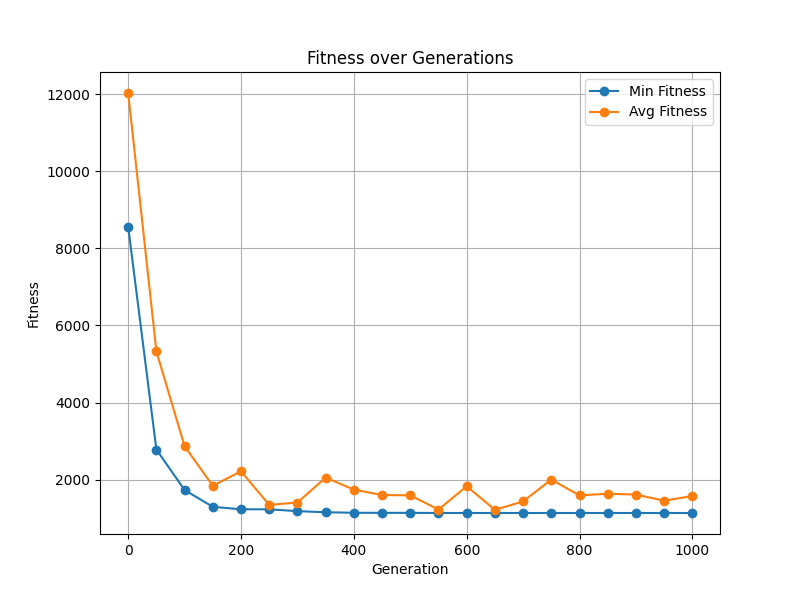 Fitness over Generations
Min Fitness
Avg Fitness
12000
10000
8000
6000
4000
2000
Fitness
0 200 400 600 800 1000
Generation